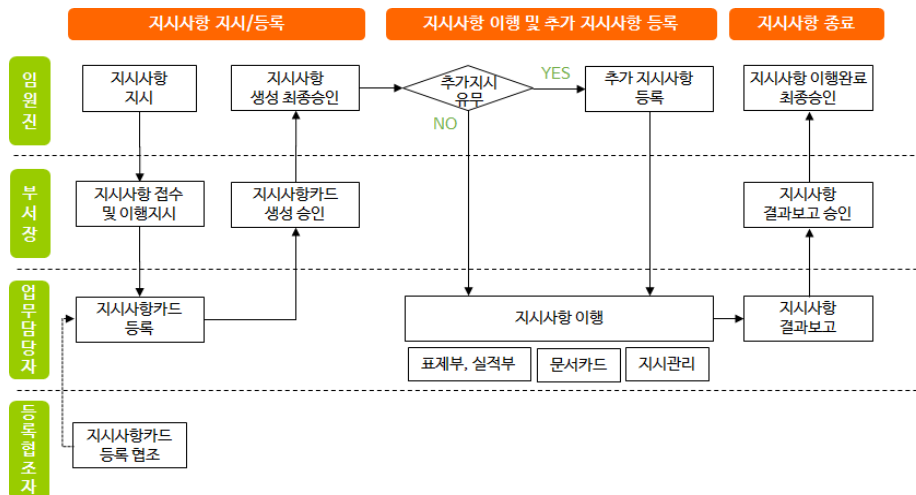 지시사항 지시/등록
지시사항 이행 및 추가 지시사항 등록
지시사항 종료
임원진
지시사항
지시
지시사항
생성 최종승인
추가지시
유무
YES
NO
추가 지시사항
등록
지시사항 이행완료
최종승인
부서장
지시사항 접수
및 이행지시
지시사항카드
생성 승인
지시사항
결과보고 승인
업무담당자
지시사항카드
등록
지시사항 이행
지시사항
결과보고
표제부, 실적부
문서카드
지시관리
등록협조자
지시사항카드
등록 협조